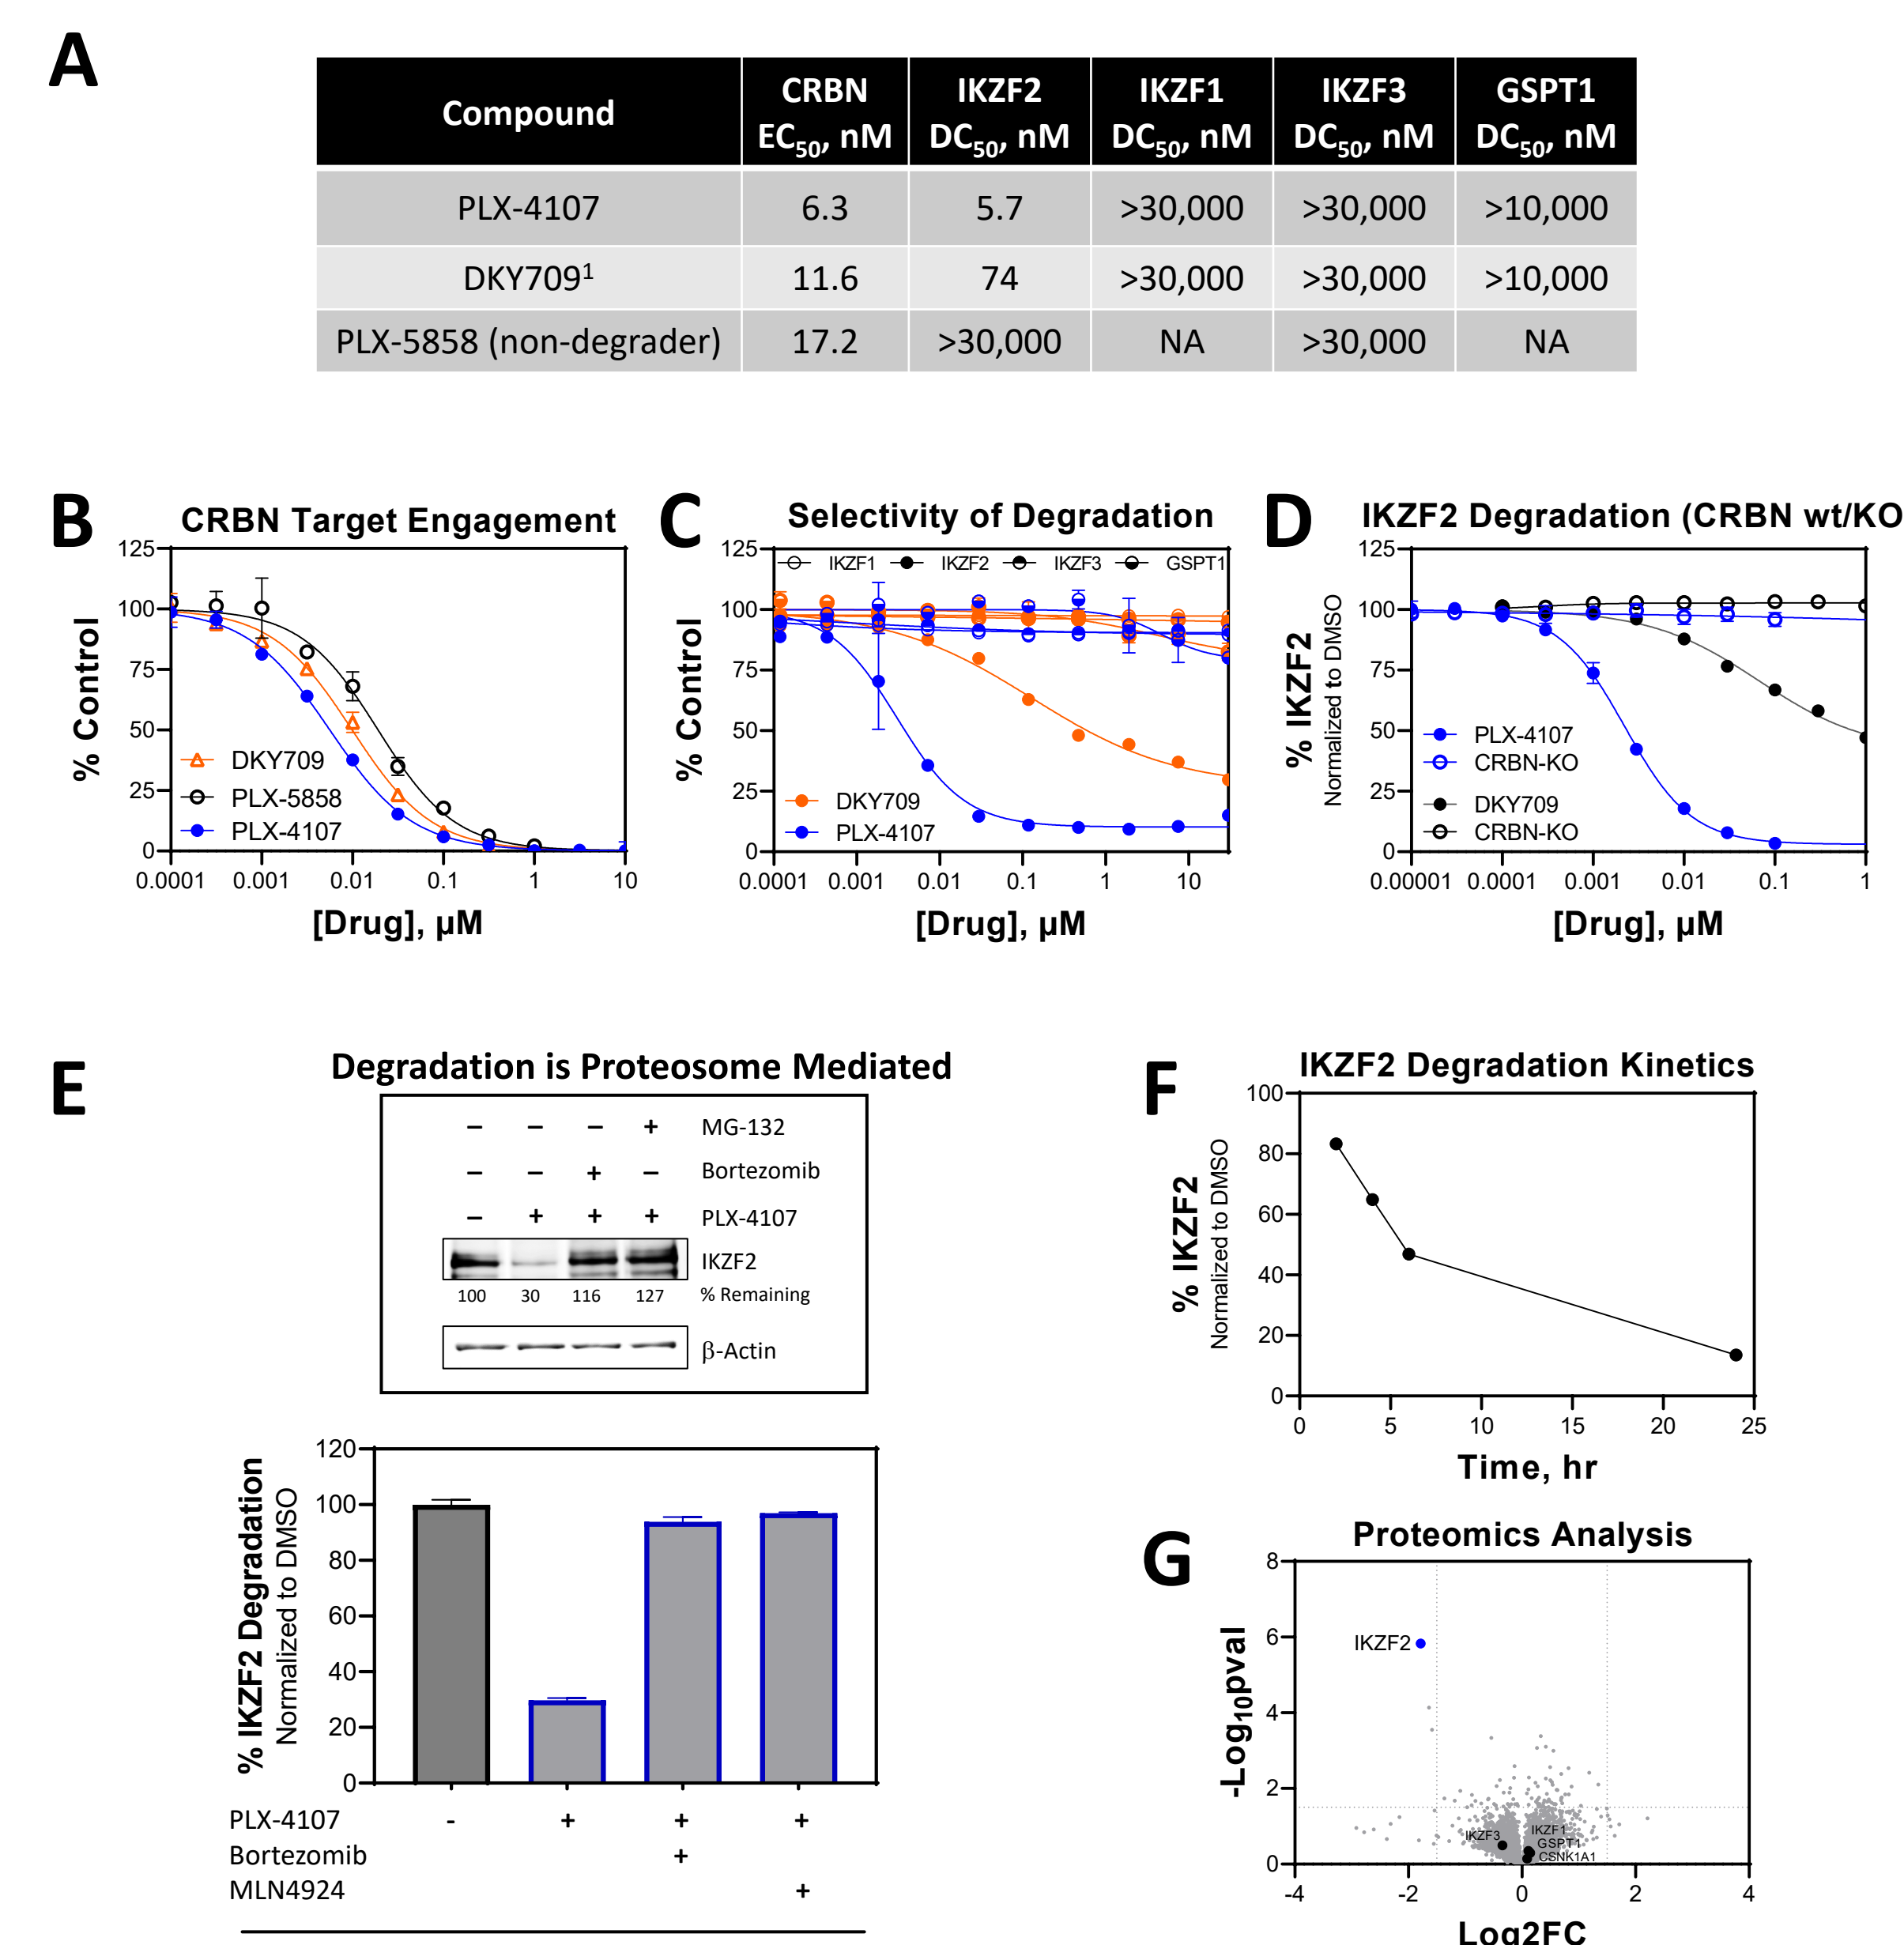 A
Compound
CRBN EC50, nM
IKZF2 DC50, nM
IKZF1 DC50, nM
IKZF3 DC50, nM
GSPT1 DC50, nM
PLX-4107 6.3 5.7 >30,000 >30,000 >10,000
DKY709¹ 11.6 74 >30,000 >30,000 >10,000
PLX-5858 (non-degrader) 17.2 >30,000 NA >30,000 NA
B
CRBN Target Engagement
% Control
125
100
75
50
25
0
DKY709
PLX-5858
PLX-4107
0.0001 0.001 0.01 0.1 1 10
[Drug], µM
C
Selectivity of Degradation
% Control
125
100
75
50
25
0
IKZF1 IKZF2 IKZF3 GSPT1
DKY709
PLX-4107
0.0001 0.001 0.01 0.1 1 10
[Drug], µM
D
IKZF2 Degradation (CRBN wt/KO
% IKZF2
Normalized to DMSO
125
100
75
50
25
0
PLX-4107
CRBN-KO
DKY709
CRBN-KO
0.00001 0.0001 0.001 0.01 0.1 1
[Drug], µM
E
Degradation is Proteosome Mediated
– – – + MG-132
– – + – Bortezomib
– + + + PLX-4107
IKZF2
100 30 116 127 % Remaining
β-Actin
% IKZF2 Degradation
Normalized to DMSO
120
100
80
60
40
20
0
PLX-4107 - + + +
Bortezomib +
MLN4924 +
F
IKZF2 Degradation Kinetics
% IKZF2
Normalized to DMSO
100
80
60
40
20
0
0 5 10 15 20 25
Time, hr
G
Proteomics Analysis
-Log10pval
8
6
4
2
0
IKZF2
IKZF3
IKZF1
GSPT1
CSNK1A1
-4 -2 0 2 4
Log2FC